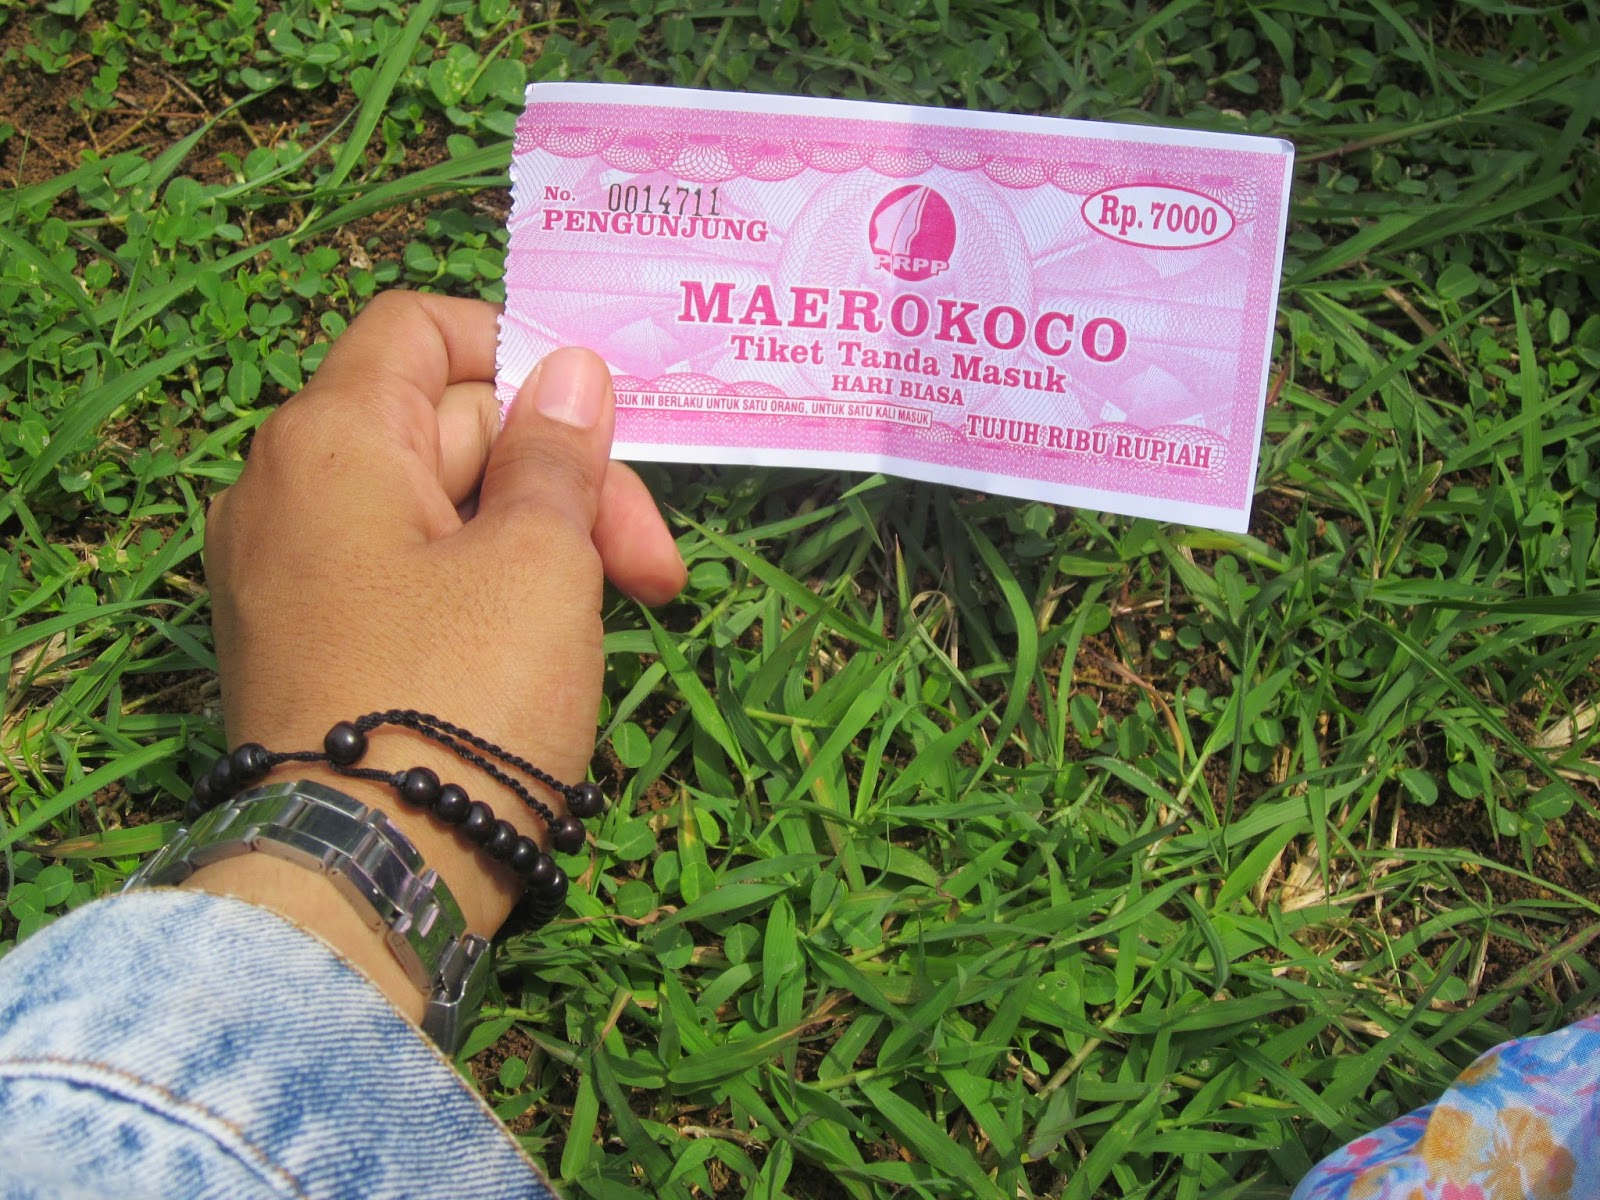 No. 0014711
PENGUNJUNG
Rp. 7000
PRPP
MAEROKOCO
Tiket Tanda Masuk
HARI BIASA
MASUK INI BERLAKU UNTUK SATU ORANG, UNTUK SATU KALI MASUK
TUJUH RIBU RUPIAH